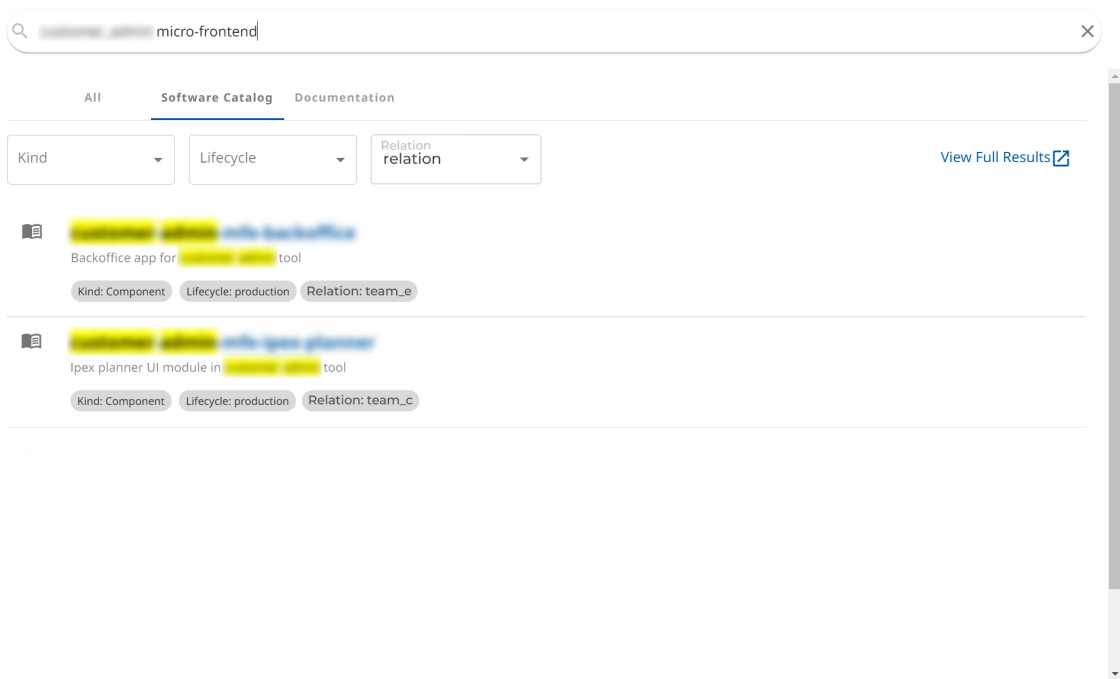 micro-frontend
All Software Catalog Documentation
Kind Lifecycle Relation
relation
View Full Results
Backoffice app for tool
Kind: Component Lifecycle: production Relation: team_e
Ipex planner UI module in tool
Kind: Component Lifecycle: production Relation: team_c